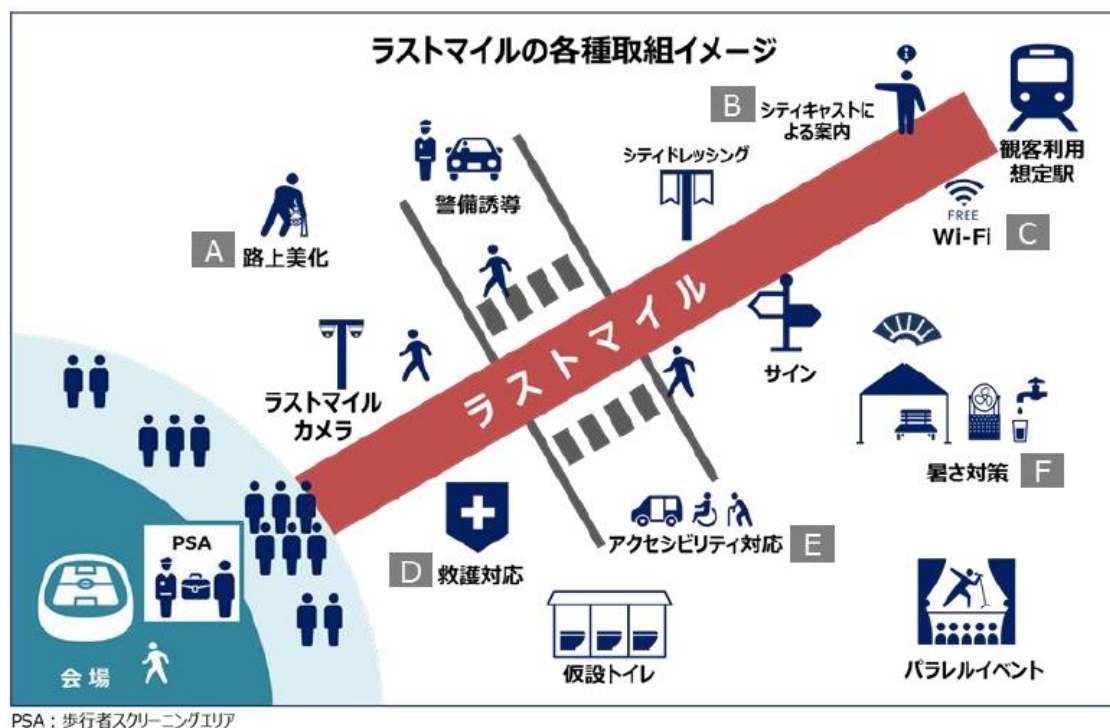 ラストマイルの各種取組イメージ
B
シティキャストに
よる案内
観客利用
想定駅
シティドレッシング
警備誘導
FREE
Wi-Fi
C
A
路上美化
ラストマイル
サイン
ラストマイル
カメラ
暑さ対策
F
PSA
D
救護対応
アクセシビリティ対応
E
会場
仮設トイレ
パラレルイベント
PSA：歩行者スクリーニングエリア